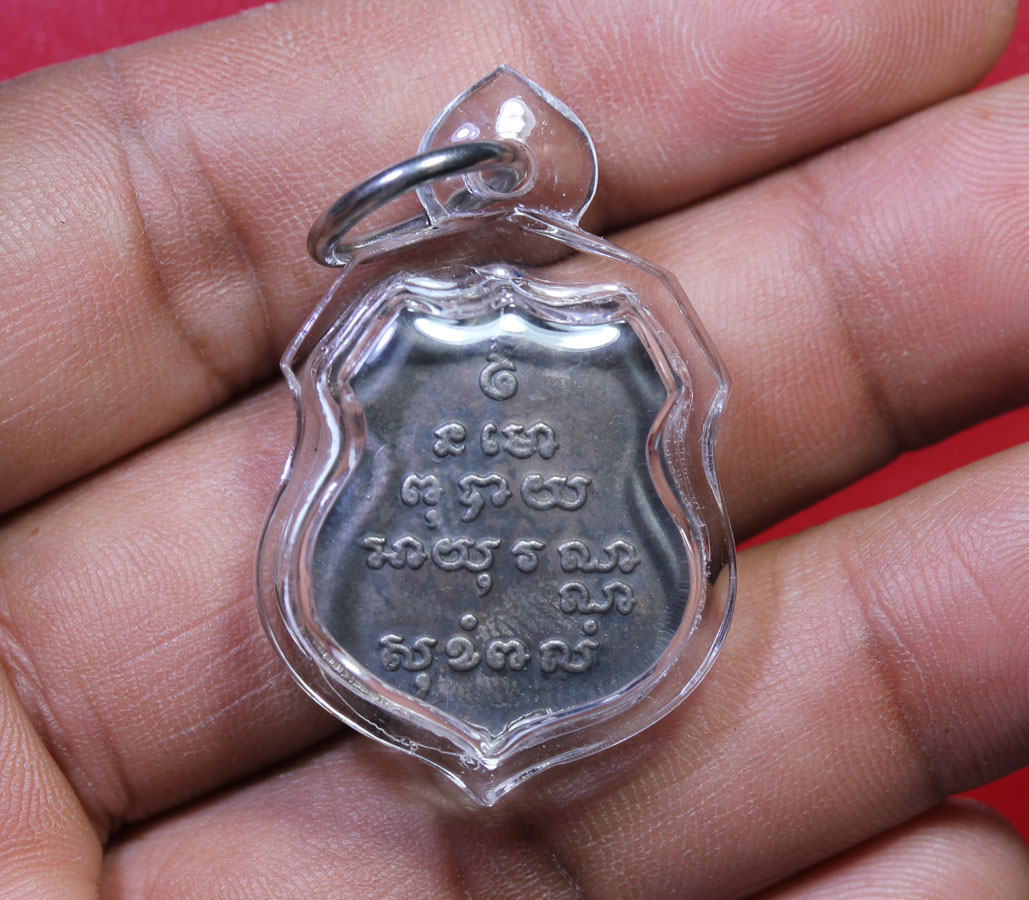 ន មោ
ពុ ទ្ធា យ
អាយុ វ ណ្ណ
សុខំពលំ